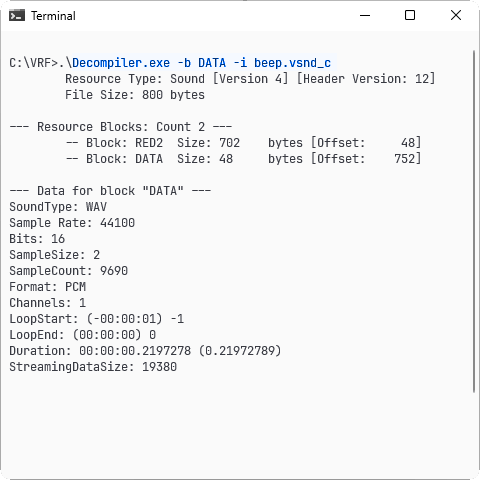 Terminal
C:\VRF>.\Decompiler.exe -b DATA -i beep.vsnd_c
Resource Type: Sound [Version 4] [Header Version: 12]
File Size: 800 bytes
--- Resource Blocks: Count 2 ---
-- Block: RED2  Size: 702    bytes [Offset:     48]
-- Block: DATA  Size: 48     bytes [Offset:    752]
--- Data for block "DATA" ---
SoundType: WAV
Sample Rate: 44100
Bits: 16
SampleSize: 2
SampleCount: 9690
Format: PCM
Channels: 1
LoopStart: (-00:00:01) -1
LoopEnd: (00:00:00) 0
Duration: 00:00:00.2197278 (0.21972789)
StreamingDataSize: 19380